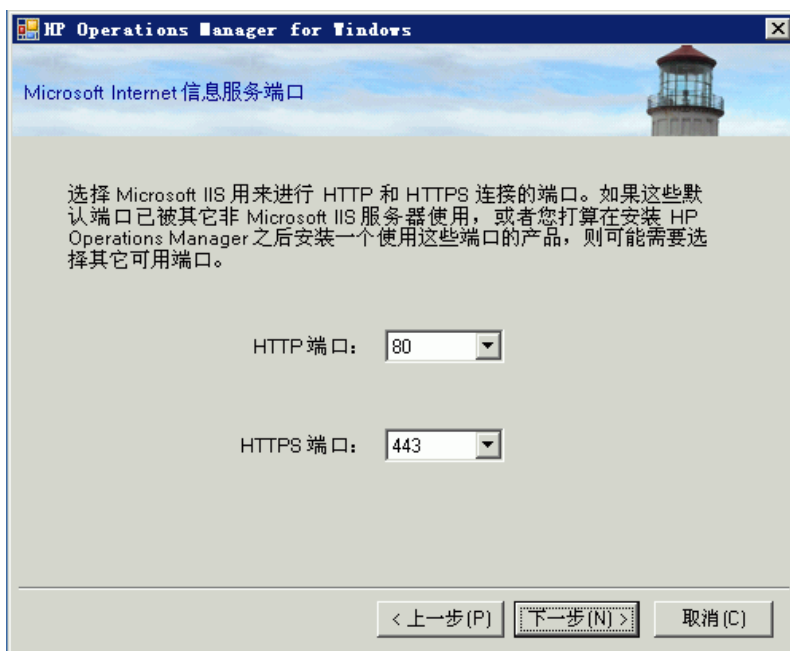 HP Operations Manager for Windows
Microsoft Internet 信息服务端口
选择 Microsoft IIS 用来进行 HTTP 和 HTTPS 连接的端口。如果这些默
认端口已被其它非 Microsoft IIS 服务器使用，或者您打算在安装 HP
Operations Manager 之后安装一个使用这些端口的产品，则可能需要选
择其它可用端口。
HTTP 端口： 80
HTTPS 端口： 443
< 上一步(P) 下一步(N) > 取消(C)